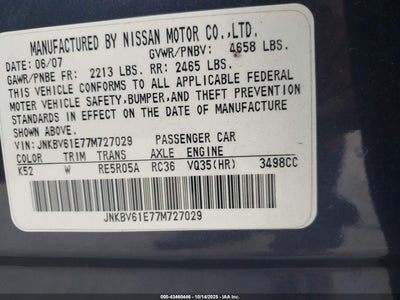 MANUFACTURED BY NISSAN MOTOR CO.,LTD.
DATE: 06/07 GVWR/PNBV: 4658 LBS.
GAWR/PNBE FR: 2213 LBS. RR: 2465 LBS.
THIS VEHICLE CONFORMS TO ALL APPLICABLE FEDERAL
MOTOR VEHICLE SAFETY, BUMPER, AND THEFT PREVENTION
STANDARDS IN EFFECT ON THE DATE OF MANUFACTURE
SHOWN ABOVE.
VIN: JNKBV61E77M727029 PASSENGER CAR
COLOR TRIM TRANS AXLE ENGINE
K52 W RE5R05A RC36 VQ35(HR) 3498CC
JNKBV61E77M727029
000-43460446 - 10/14/2025 - IAAI.COM